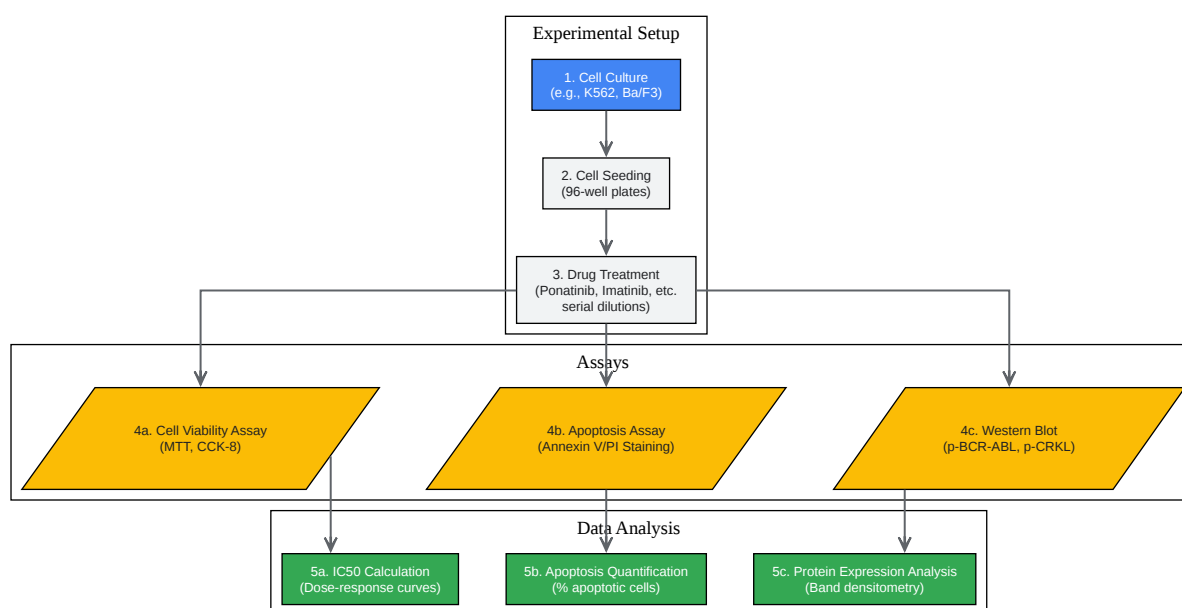 Experimental Setup
1. Cell Culture
(e.g., K562, Ba/F3)
2. Cell Seeding
(96-well plates)
3. Drug Treatment
(Ponatinib, Imatinib, etc.
serial dilutions)
Assays
4a. Cell Viability Assay
(MTT, CCK-8)
4b. Apoptosis Assay
(Annexin V/PI Staining)
4c. Western Blot
(p-BCR-ABL, p-CRKL)
Data Analysis
5a. IC50 Calculation
(Dose-response curves)
5b. Apoptosis Quantification
(% apoptotic cells)
5c. Protein Expression Analysis
(Band densitometry)